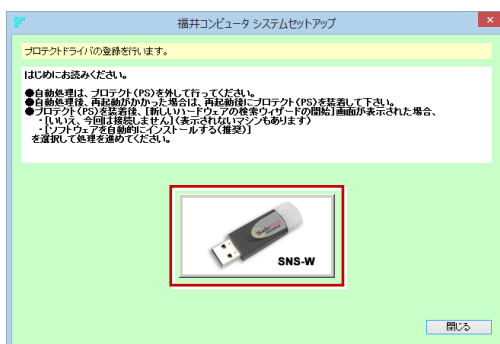 福井コンピュータ システムセットアップ
プロテクトドライバの登録を行います。
はじめにお読みください。
●自動処理は、プロテクト(PS)を外して行ってください。
●自動処理後、再起動がかかった場合は、再起動後にプロテクト(PS)を装着して下さい。
●プロテクト(PS)を装着後、[新しいハードウェアの検索ウィザードの開始]画面が表示された場合、
・[いいえ、今回は接続しません](表示されないマシンもあります)
・[ソフトウェアを自動的にインストールする(推奨)]
を選択して処理を進めてください。
SNS-W
閉じる